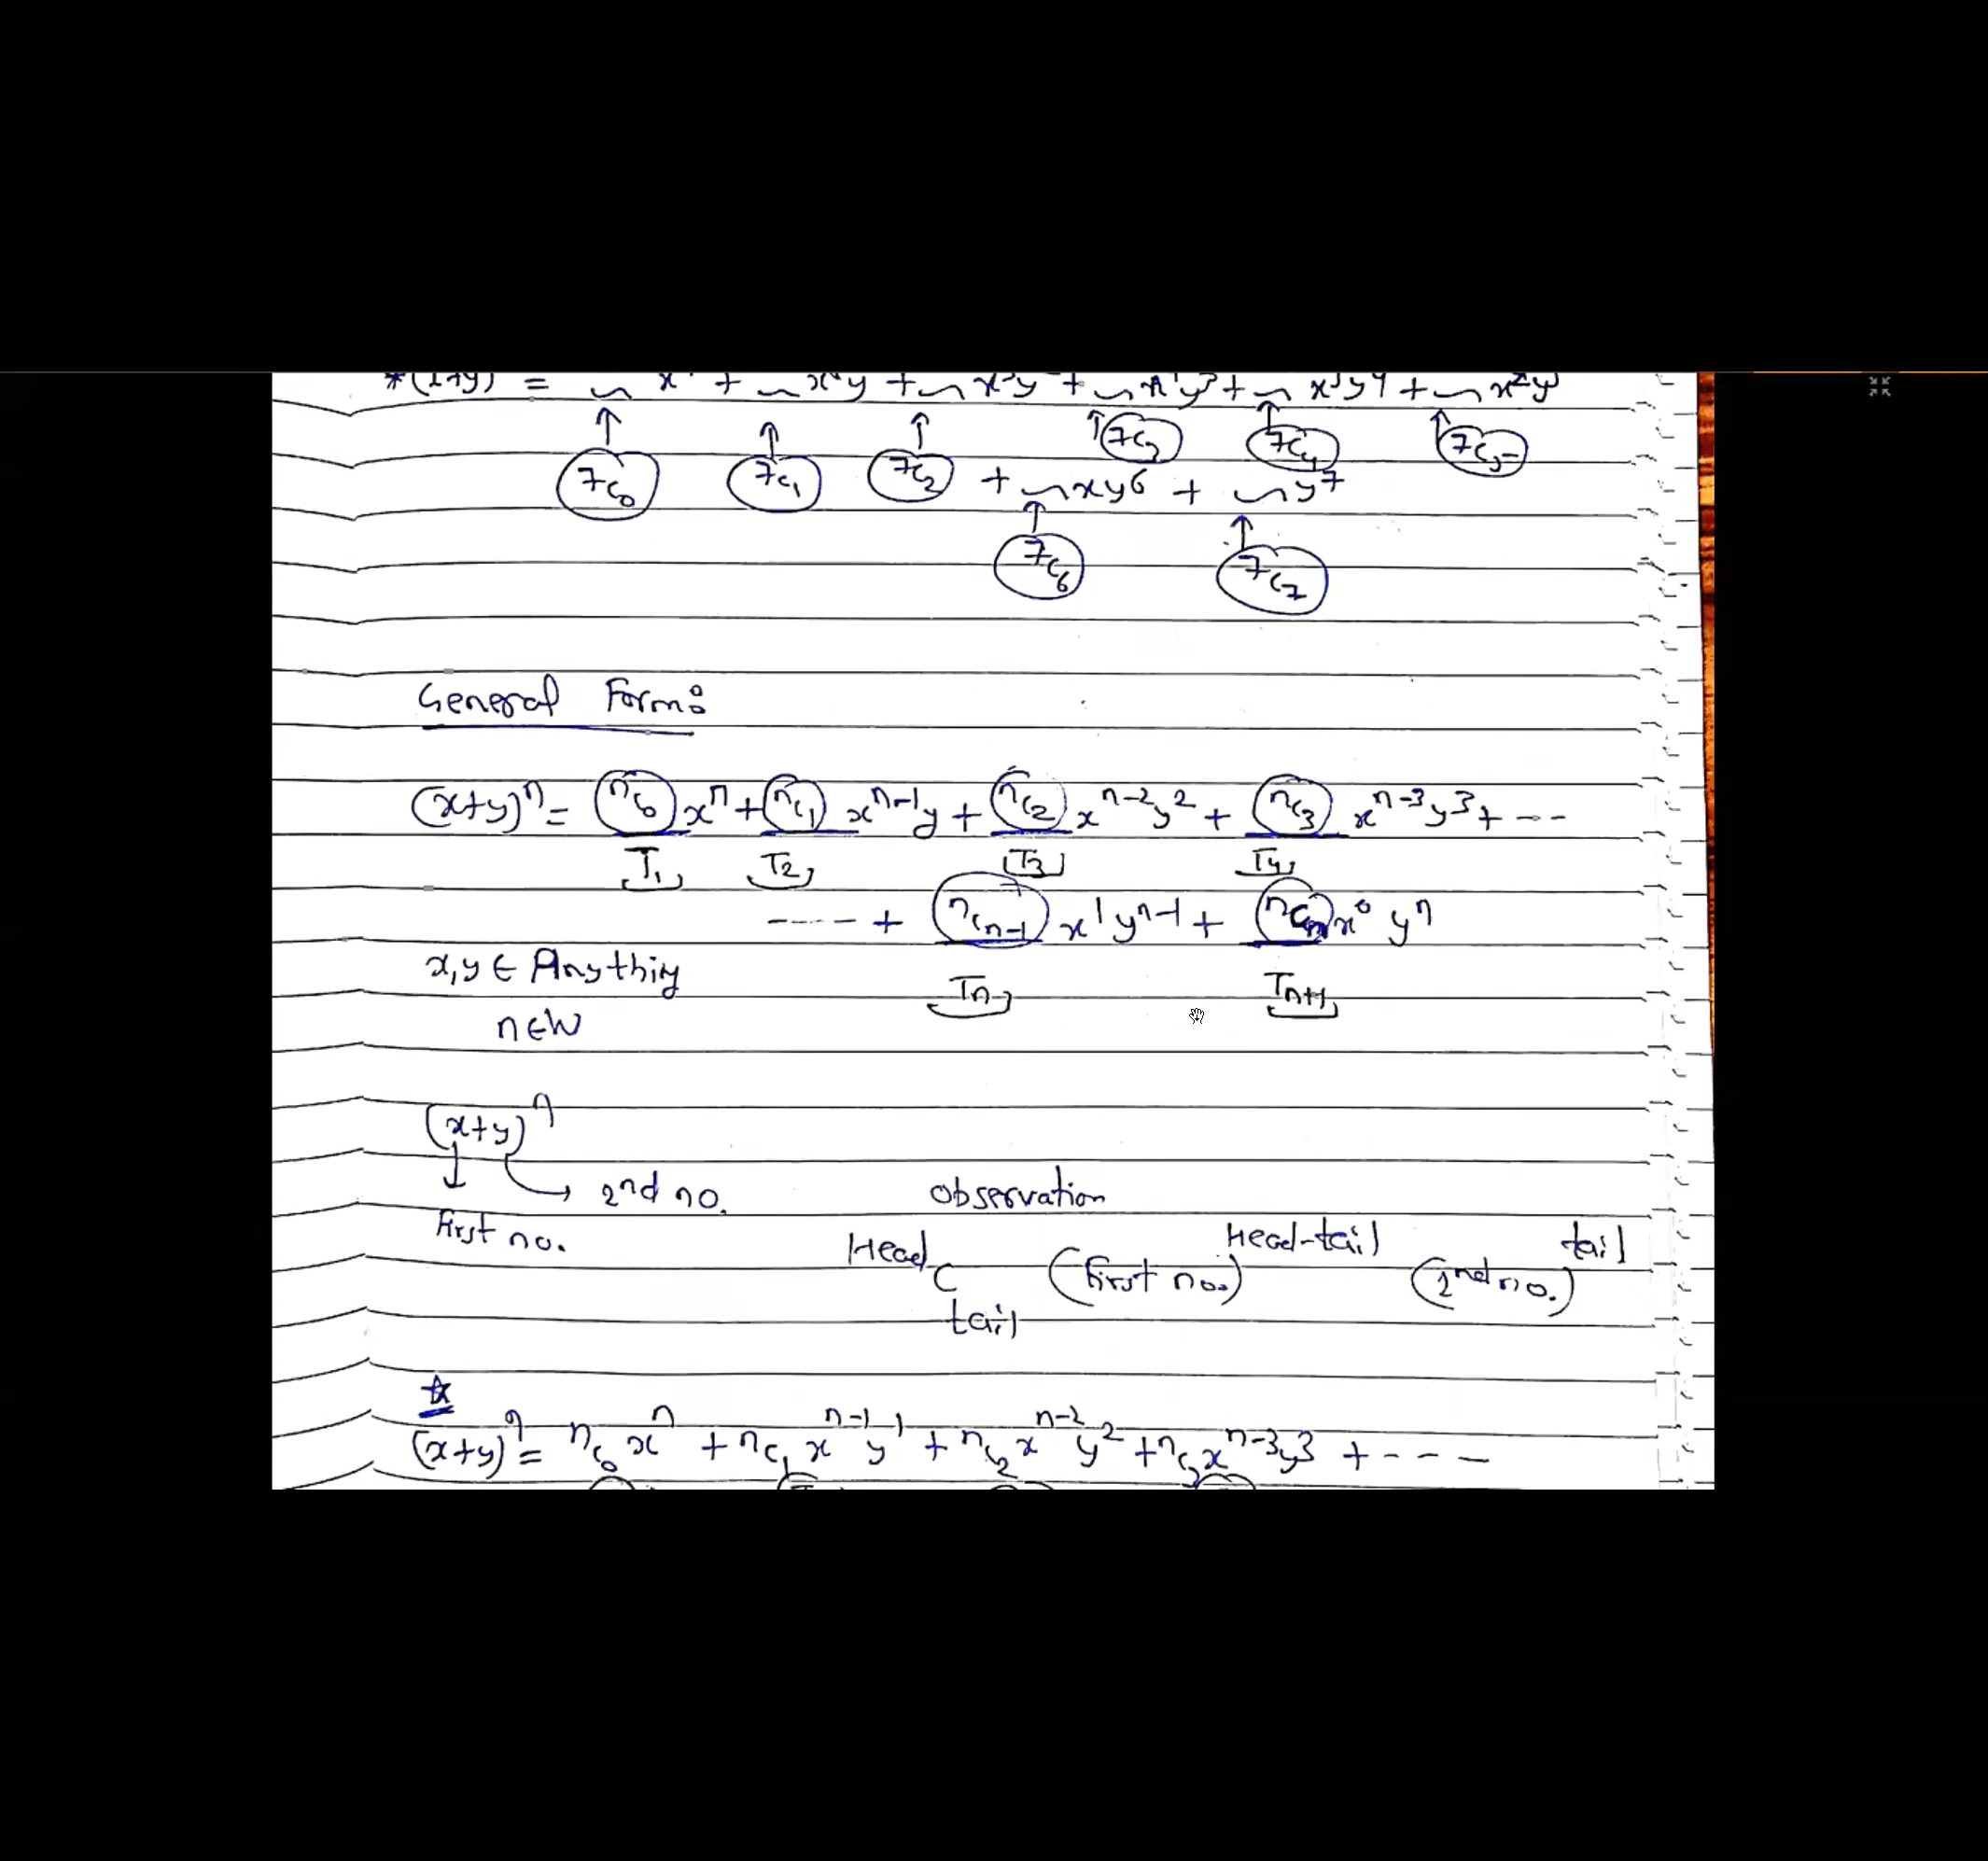 *(x+y) = x + x y + x y + x y³ + x³y⁴ + x²y⁵
⁷C₀ ⁷C₁ ⁷C₂ ⁷C₃ ⁷C₄ ⁷C₅
+ xy⁶ + y⁷
⁷C₆ ⁷C₇
General Form:
(x+y)ⁿ = ⁿC₀ xⁿ + ⁿC₁ xⁿ⁻¹y + ⁿC₂ xⁿ⁻²y² + ⁿC₃ xⁿ⁻³y³ + ---
T₁ T₂ T₃ T₄
----- + ⁿCₙ₋₁ x¹yⁿ⁻¹ + ⁿCₙ x⁰ yⁿ
Tₙ Tₙ₊₁
x,y ∈ Anything
n∈W
(x+y)ⁿ
2nd no.
first no.
observation
Head C tail (first no.) Head-tail (2nd no.) tail
(x+y)ⁿ = ⁿC₀ xⁿ + ⁿC₁ xⁿ⁻¹ y¹ + ⁿC₂ xⁿ⁻² y² + ⁿC₃ xⁿ⁻³y³ + - - -